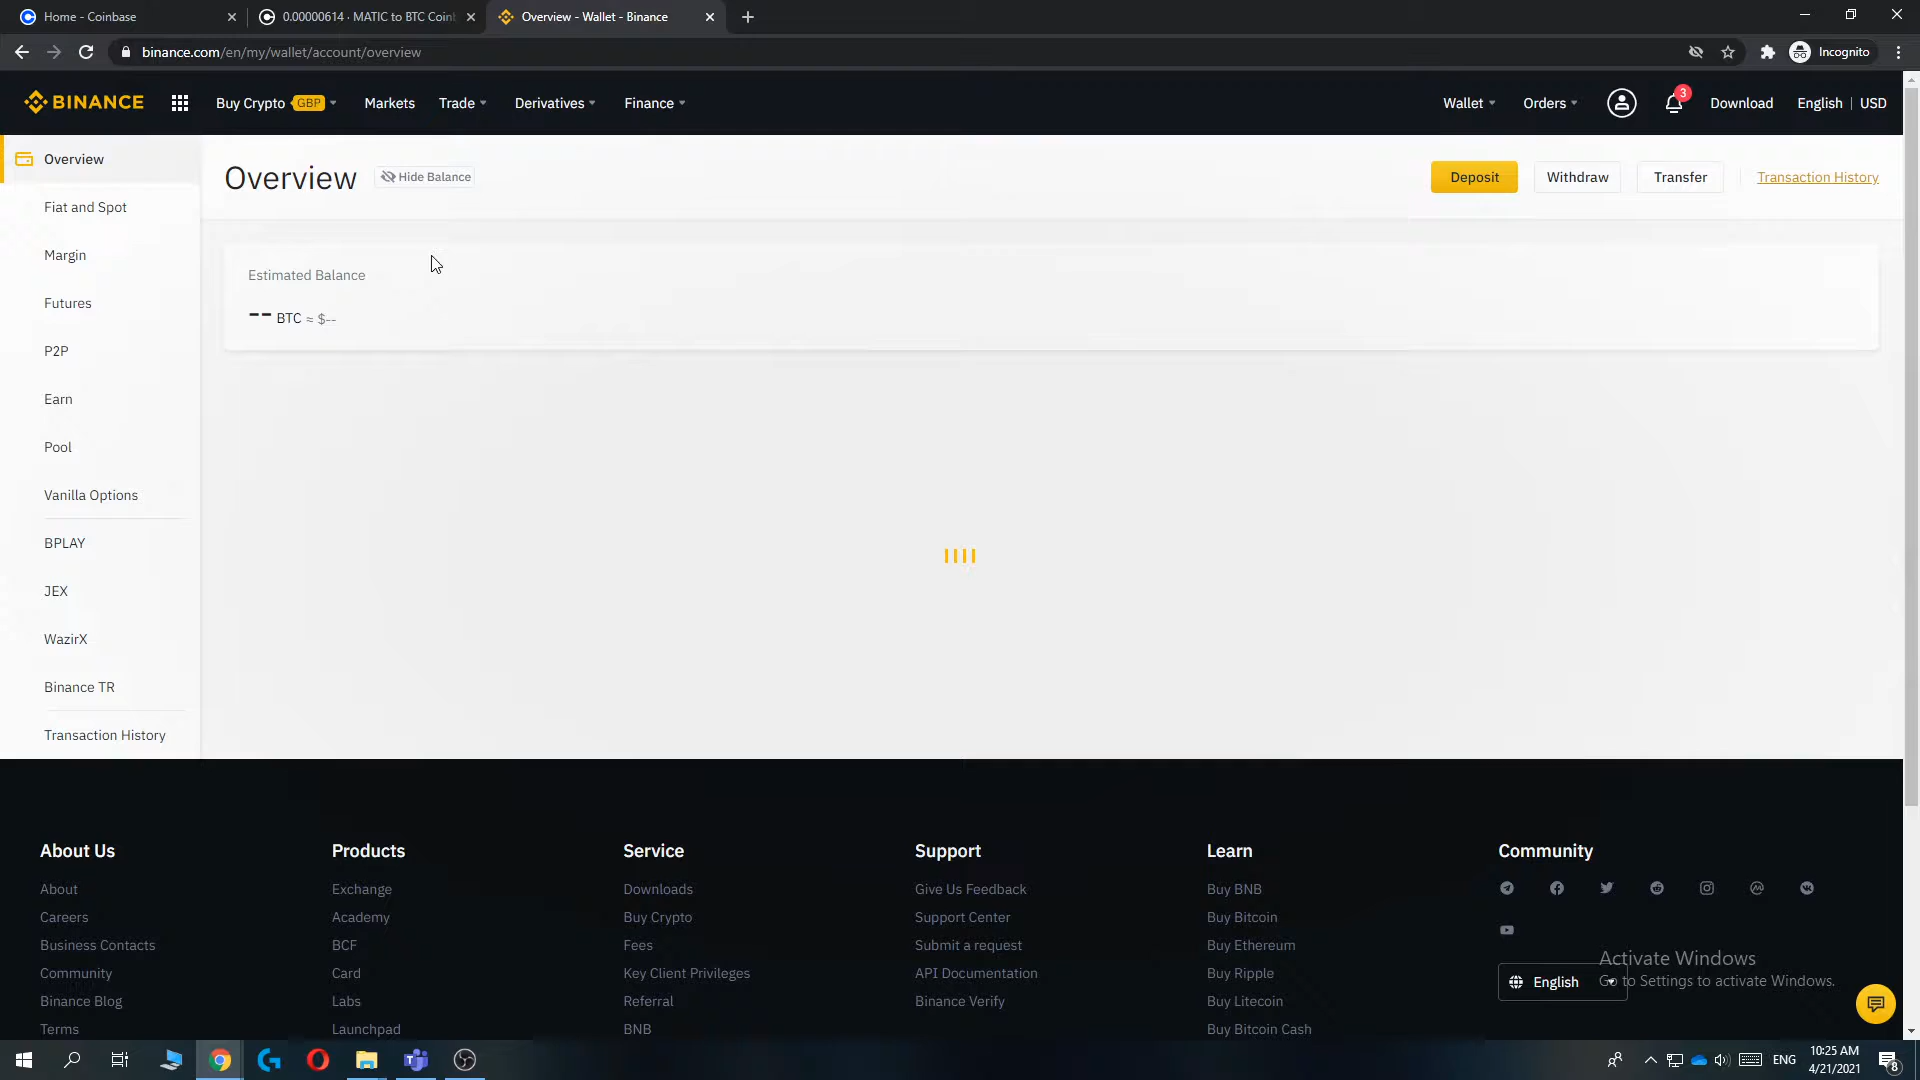 Home - Coinbase
0.00000614 · MATIC to BTC Coinb
Overview - Wallet - Binance
binance.com/en/my/wallet/account/overview
Incognito
BINANCE
Buy Crypto GBP
Markets
Trade
Derivatives
Finance
Wallet
Orders
3
Download
English | USD
Overview
Fiat and Spot
Margin
Futures
P2P
Earn
Pool
Vanilla Options
BPLAY
JEX
WazirX
Binance TR
Transaction History
Overview
Hide Balance
Deposit
Withdraw
Transfer
Transaction History
Estimated Balance
-- BTC ≈ $--
About Us
About
Careers
Business Contacts
Community
Binance Blog
Terms
Products
Exchange
Academy
BCF
Card
Labs
Launchpad
Service
Downloads
Buy Crypto
Fees
Key Client Privileges
Referral
BNB
Support
Give Us Feedback
Support Center
Submit a request
API Documentation
Binance Verify
Learn
Buy BNB
Buy Bitcoin
Buy Ethereum
Buy Ripple
Buy Litecoin
Buy Bitcoin Cash
Community
English
Activate Windows
Go to Settings to activate Windows.
ENG
10:25 AM
4/21/2021
8